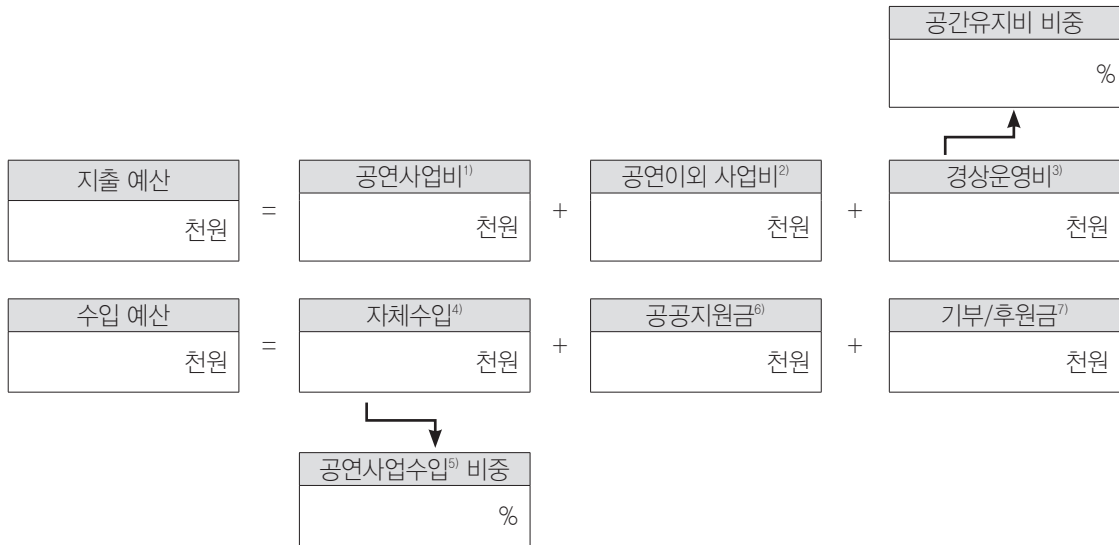 공간유지비 비중
%
지출 예산 공연사업비1) 공연이외 사업비2) 경상운영비3)
천원 = 천원 + 천원 + 천원
수입 예산 자체수입4) 공공지원금6) 기부/후원금7)
천원 = 천원 + 천원 + 천원
공연사업수입5) 비중
%